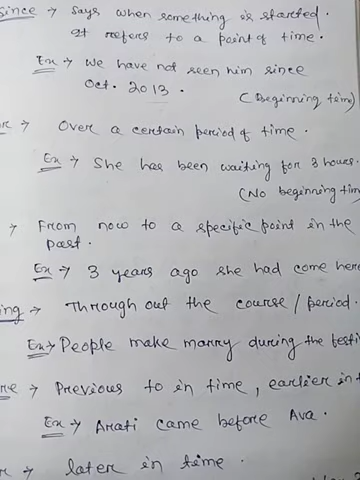 Since → Says when something is started.
It refers to a point of time.
Ex → We have not seen him since
Oct. 2013.
(Beginning time)
→ Over a certain period of time.
Ex → She has been waiting for 3 hours.
(No beginning time
→ From now to a specific point in the
past.
Ex → 3 years ago she had come here
ing → Through out the course/period.
Ex → People make marry during the
→ Previous to in time, earlier in
Ex → Arati came before Ava.
→ later in time.